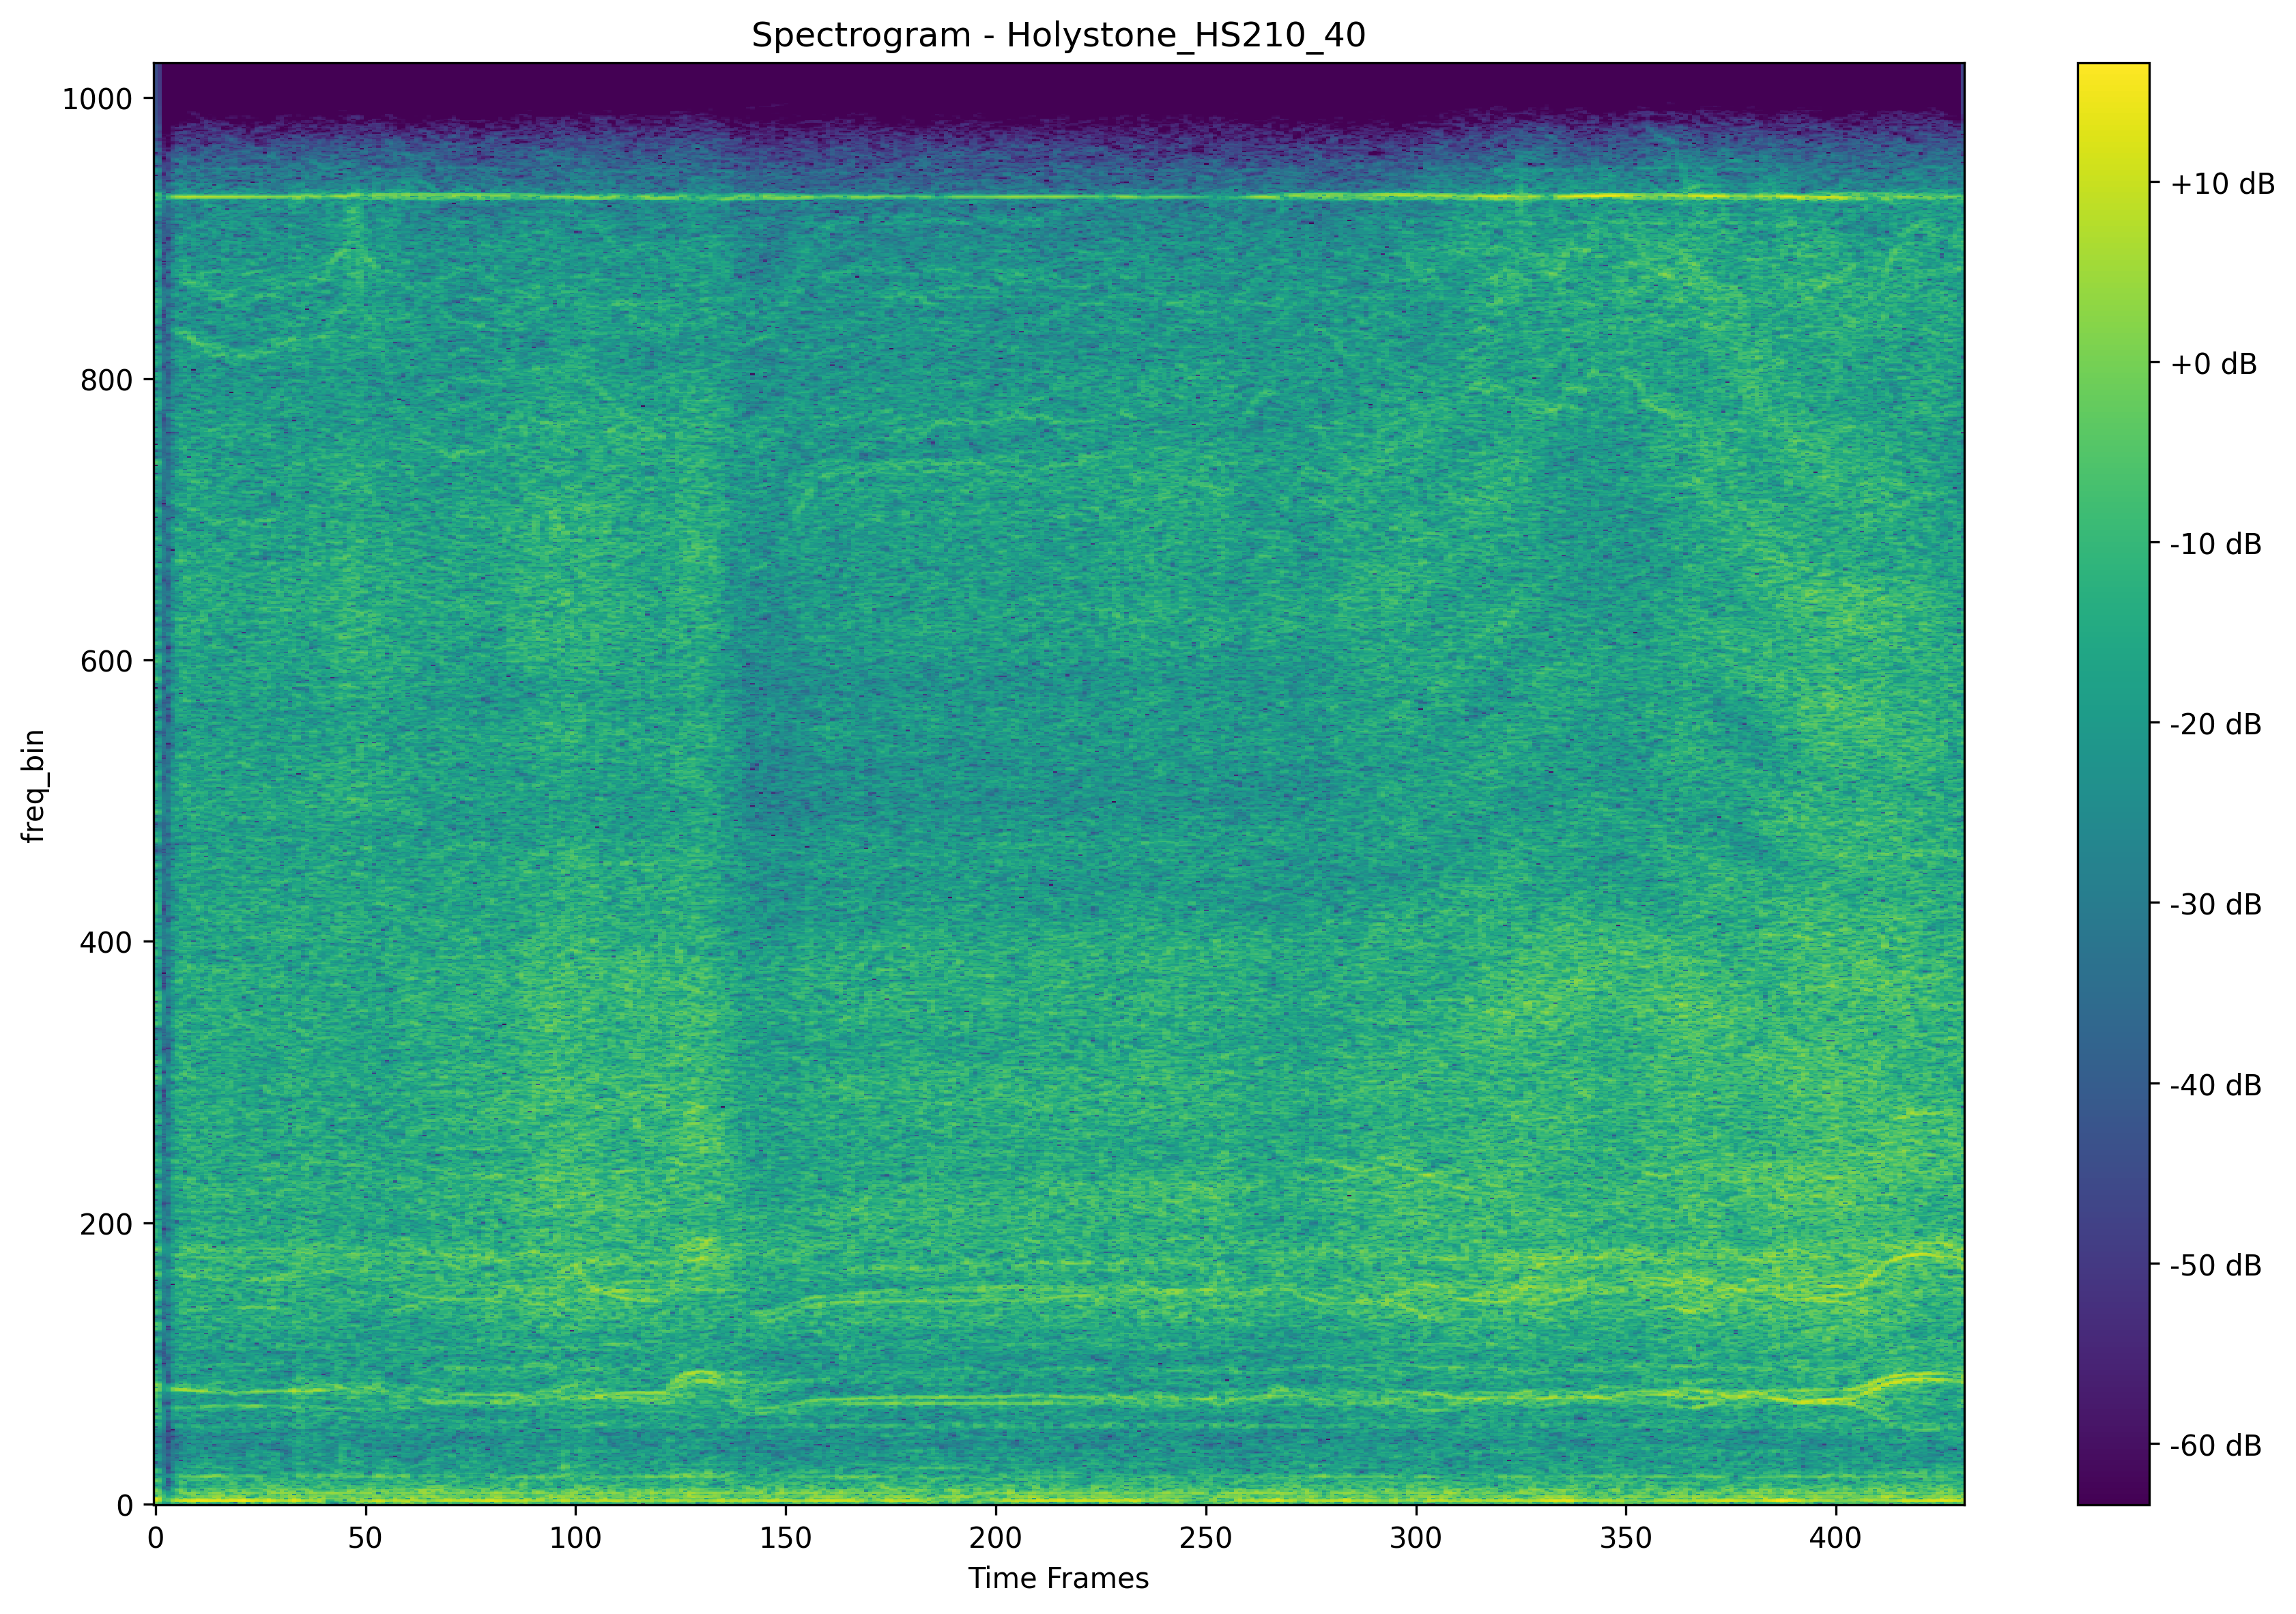 Spectrogram - Holystone_HS210_40
1000
800
600
400
200
0
freq_bin
0 50 100 150 200 250 300 350 400
Time Frames
+10 dB
+0 dB
-10 dB
-20 dB
-30 dB
-40 dB
-50 dB
-60 dB